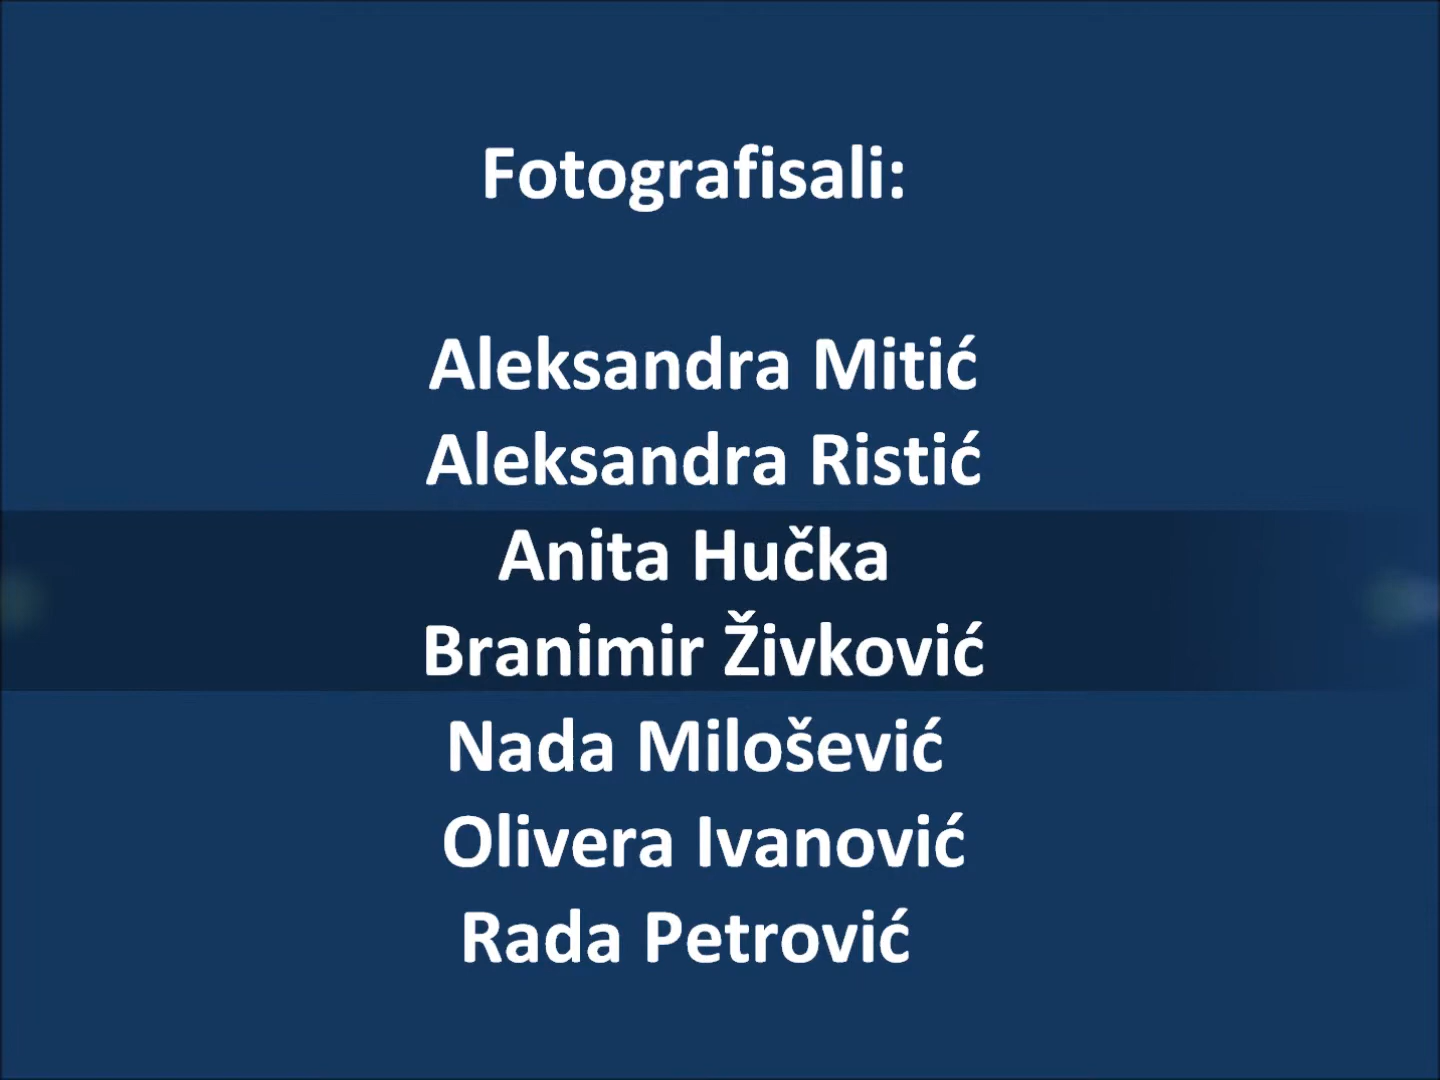 Fotografisali:
Aleksandra Mitić
Aleksandra Ristić
Anita Hučka
Branimir Živković
Nada Milošević
Olivera Ivanović
Rada Petrović